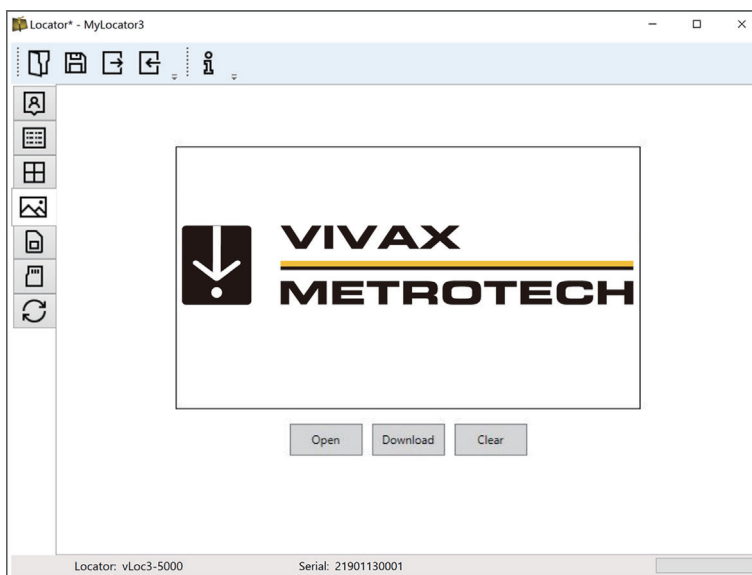 Locator* - MyLocator3
VIVAX
METROTECH
Open Download Clear
Locator: vLoc3-5000 Serial: 21901130001